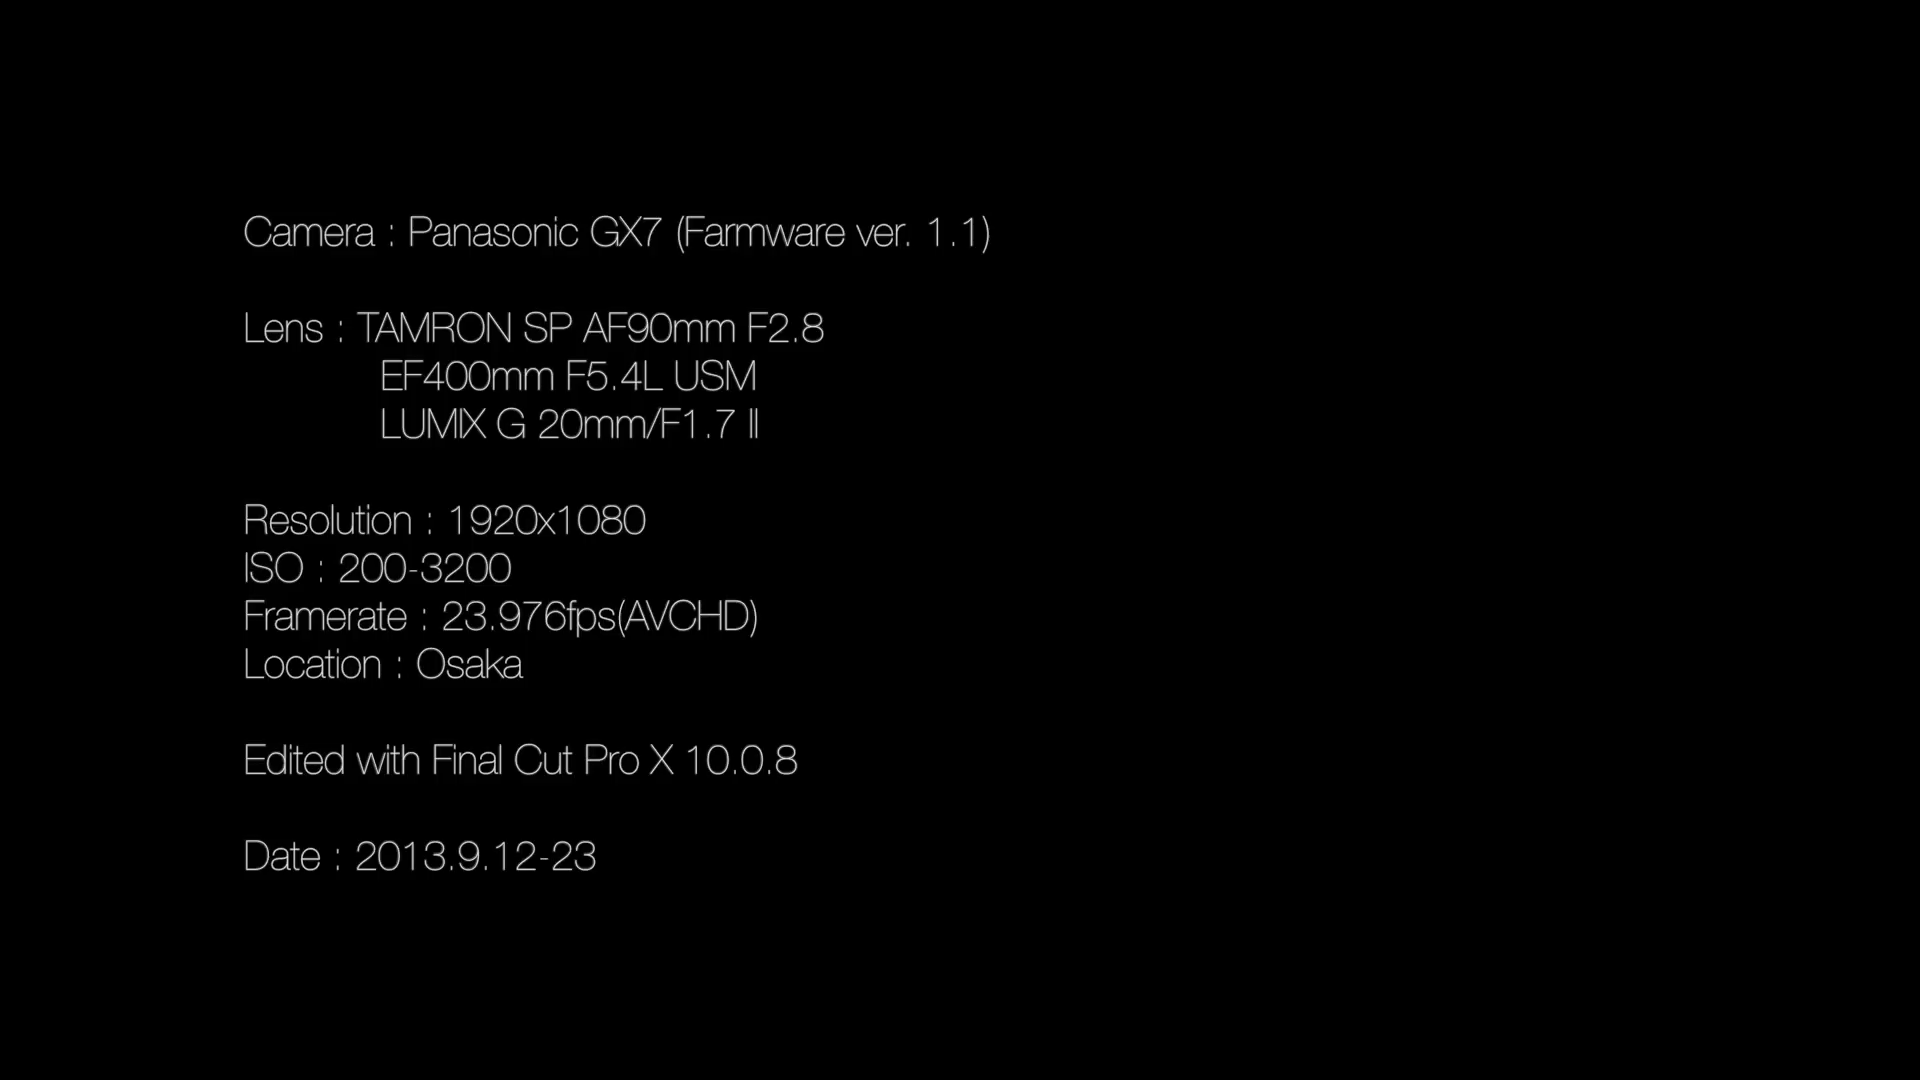 Camera : Panasonic GX7 (Farmware ver. 1.1)
Lens : TAMRON SP AF90mm F2.8
EF400mm F5.4L USM
LUMIX G 20mm/F1.7 II
Resolution : 1920x1080
ISO : 200-3200
Framerate : 23.976fps(AVCHD)
Location : Osaka
Edited with Final Cut Pro X 10.0.8
Date : 2013.9.12-23